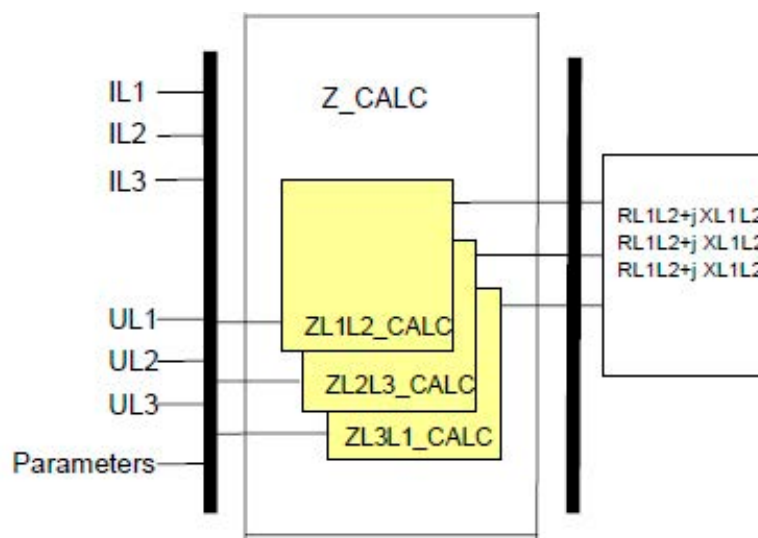 IL1
IL2
IL3
UL1
UL2
UL3
Parameters
Z_CALC
ZL1L2_CALC
ZL2L3_CALC
ZL3L1_CALC
RL1L2+j XL1L2
RL1L2+j XL1L2
RL1L2+j XL1L2